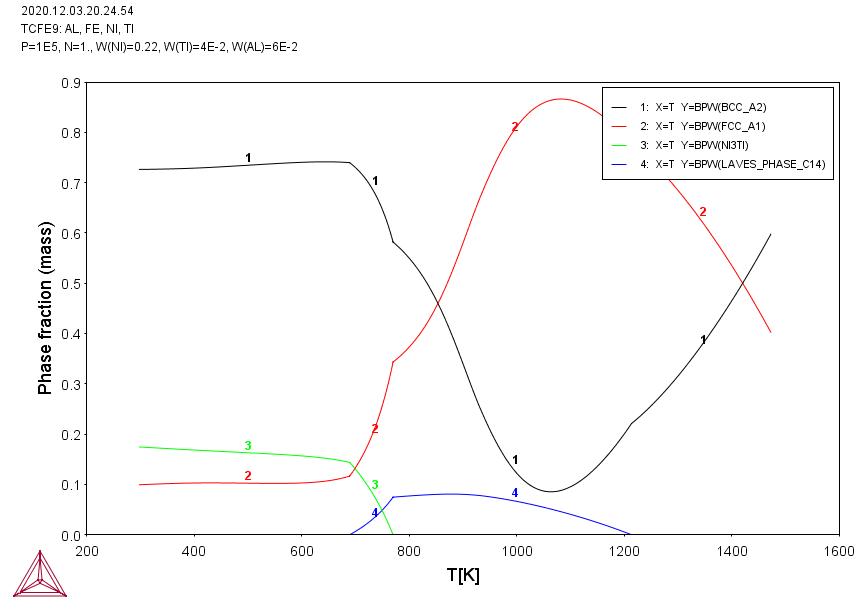 2020.12.03.20.24.54
TCFE9: AL, FE, NI, TI
P=1E5, N=1., W(NI)=0.22, W(TI)=4E-2, W(AL)=6E-2
0.9
0.8
0.7
0.6
0.5
0.4
0.3
0.2
0.1
0.0
Phase fraction (mass)
1: X=T Y=BPW(BCC_A2)
2: X=T Y=BPW(FCC_A1)
3: X=T Y=BPW(NI3TI)
4: X=T Y=BPW(LAVES_PHASE_C14)
1
1
1
1
2
2
2
2
3
3
4
4
200 400 600 800 1000 1200 1400 1600
T[K]